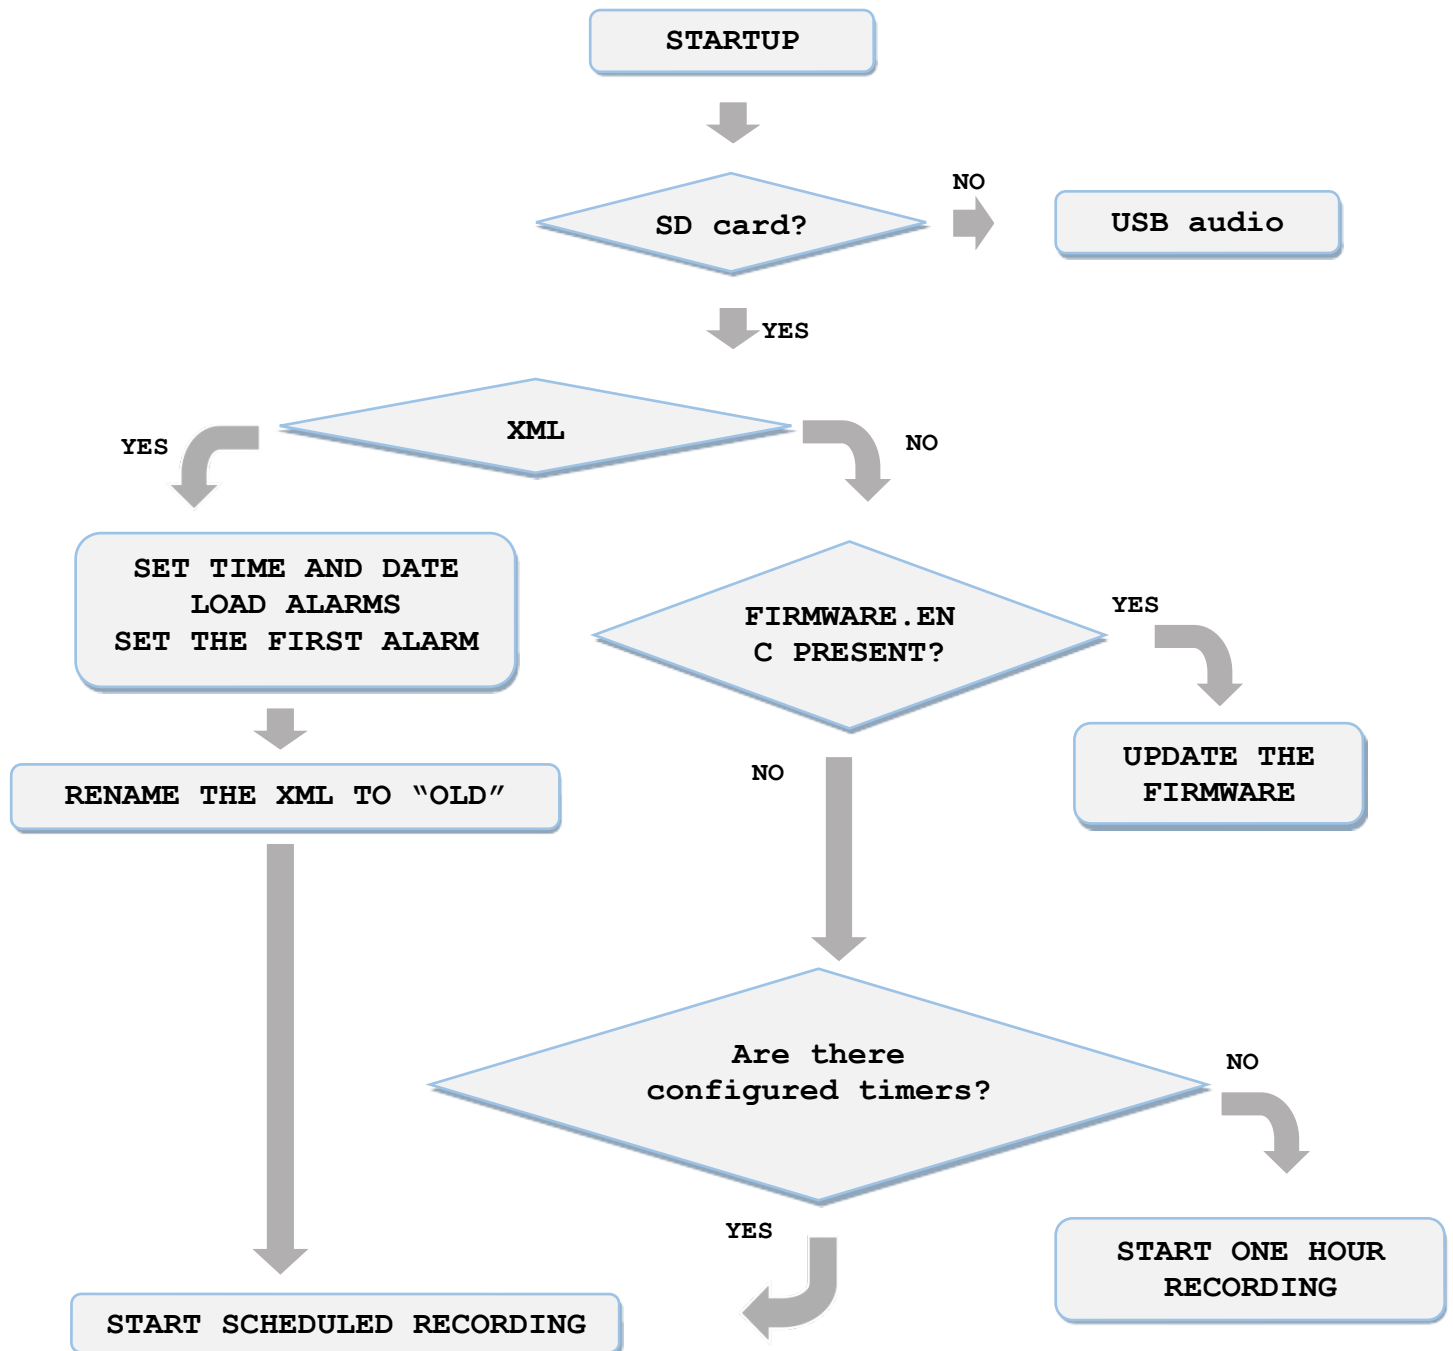 STARTUP
NO
SD card?
USB audio
YES
XML
YES
NO
SET TIME AND DATE
LOAD ALARMS
SET THE FIRST ALARM
FIRMWARE.EN
C PRESENT?
YES
UPDATE THE
FIRMWARE
NO
RENAME THE XML TO “OLD”
Are there
configured timers?
NO
YES
START ONE HOUR
RECORDING
START SCHEDULED RECORDING